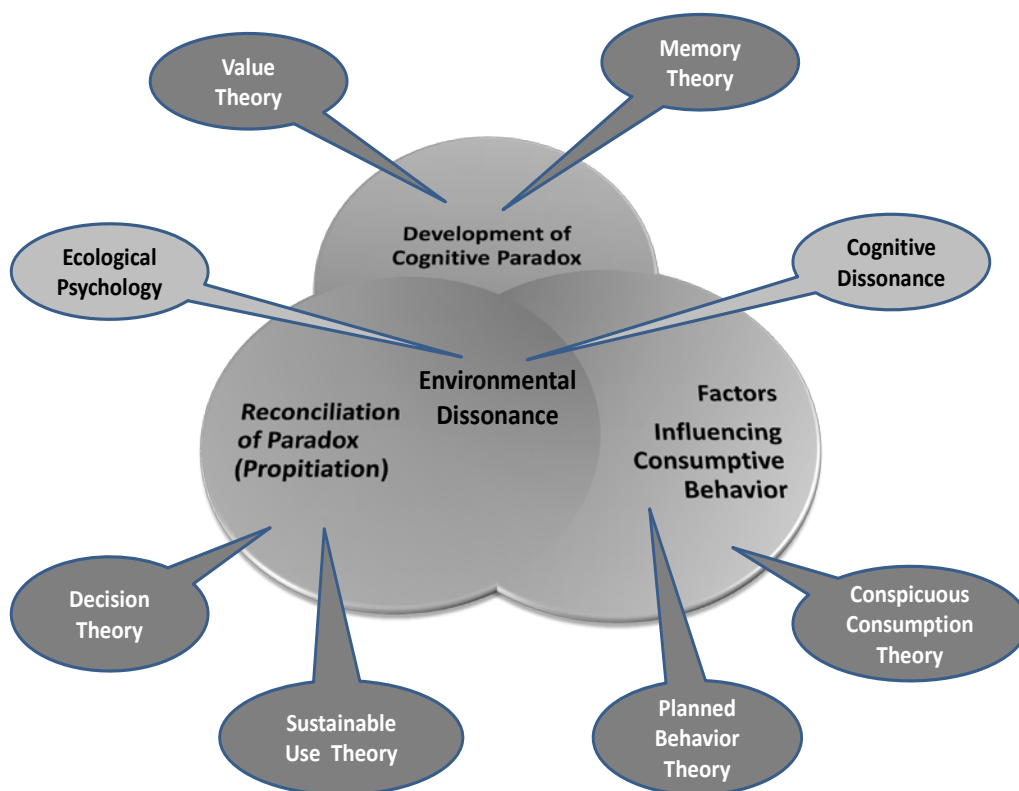 Value
Theory
Memory
Theory
Development of
Cognitive Paradox
Ecological
Psychology
Cognitive
Dissonance
Environmental
Dissonance
Reconciliation
of Paradox
(Propitiation)
Factors
Influencing
Consumptive
Behavior
Decision
Theory
Conspicuous
Consumption
Theory
Sustainable
Use Theory
Planned
Behavior
Theory